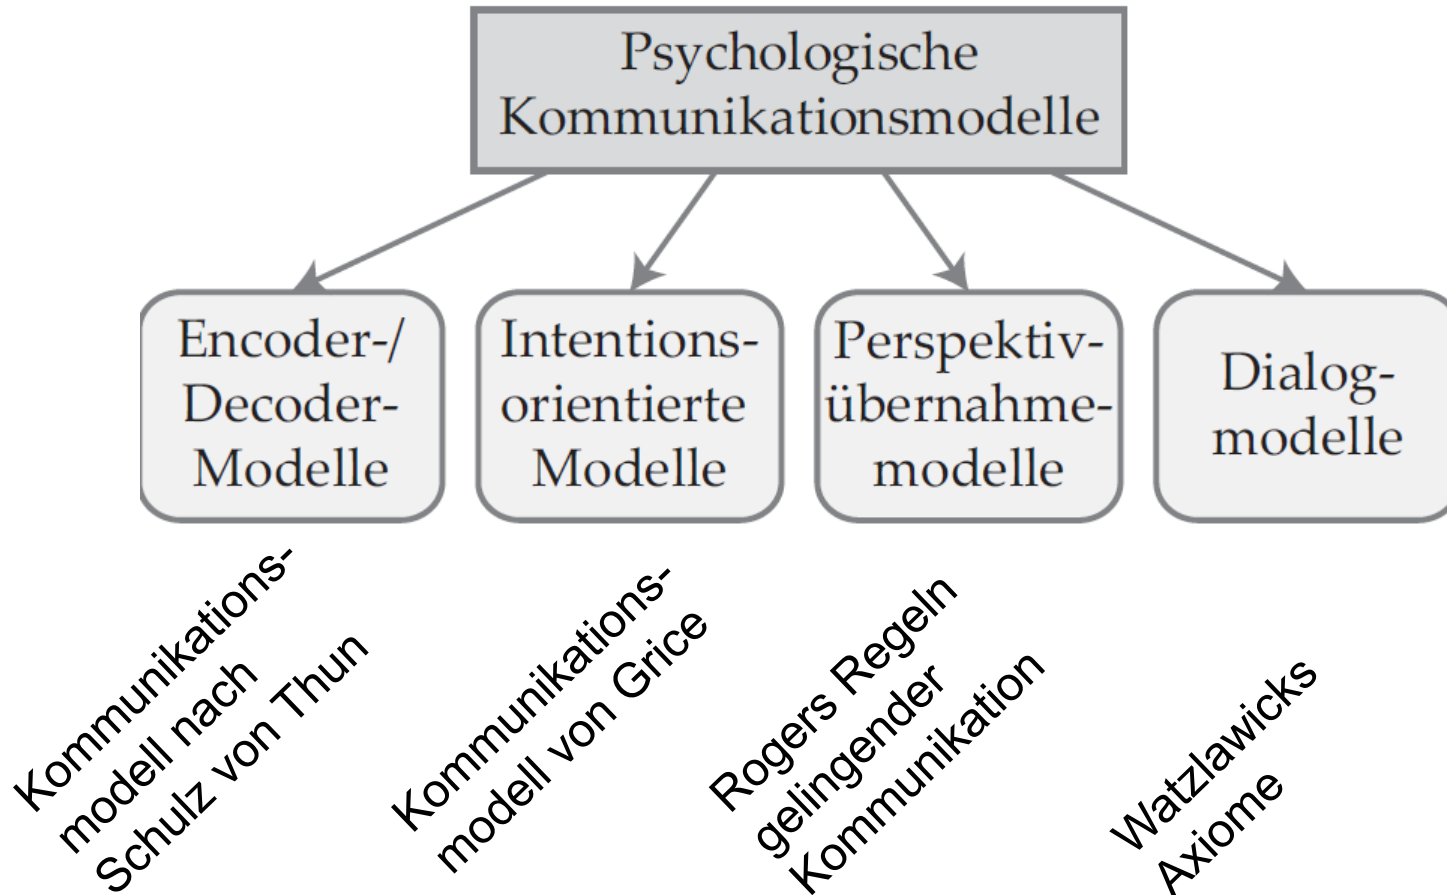 Psychologische
Kommunikationsmodelle
Encoder-/
Decoder-
Modelle
Intentions-
orientierte
Modelle
Perspektiv-
übernahme-
modelle
Dialog-
modelle
Kommunikations-
modell nach
Schulz von Thun
Kommunikations-
modell von Grice
Rogers Regeln
gelingender
Kommunikation
Watzlawicks
Axiome